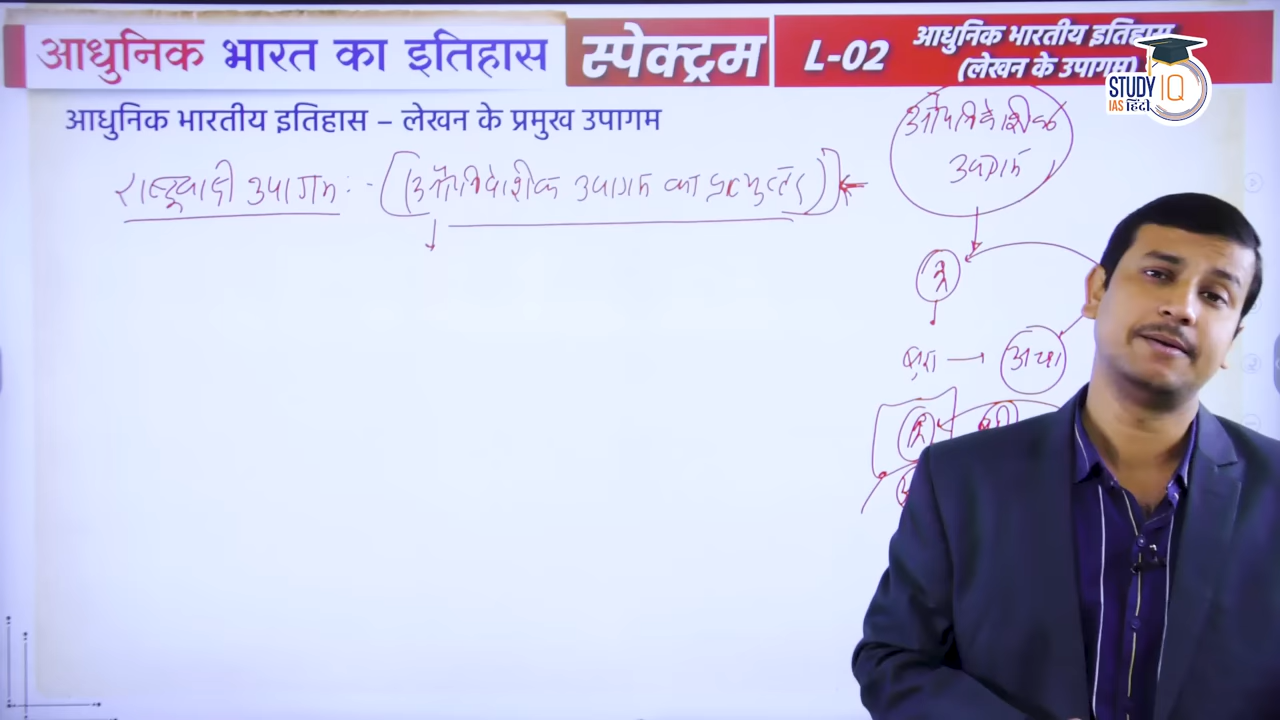 आधुनिक भारत का इतिहास स्पेक्ट्रम L-02 आधुनिक भारतीय इतिहास
(लेखन के उपागम)
STUDY IQ
IAS हिंदी
आधुनिक भारतीय इतिहास – लेखन के प्रमुख उपागम
राष्ट्रवादी उपागम :- (औपनिवेशिक उपागम का प्रत्युत्तर)
औपनिवेशिक
उपागम